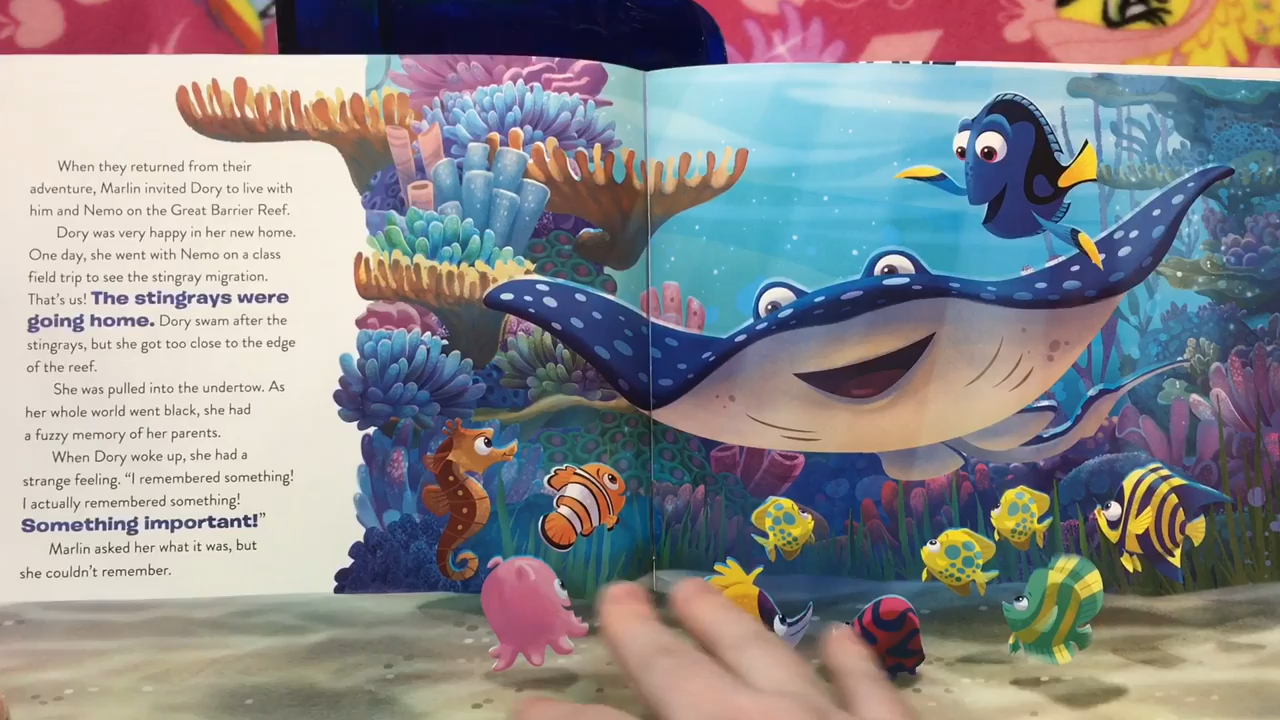 When they returned from their
adventure, Marlin invited Dory to live with
him and Nemo on the Great Barrier Reef.
Dory was very happy in her new home.
One day, she went with Nemo on a class
field trip to see the stingray migration.
That's us! The stingrays were
going home. Dory swam after the
stingrays, but she got too close to the edge
of the reef.
She was pulled into the undertow. As
her whole world went black, she had
a fuzzy memory of her parents.
When Dory woke up, she had a
strange feeling. “I remembered something!
I actually remembered something!
Something important!”
Marlin asked her what it was, but
she couldn't remember.